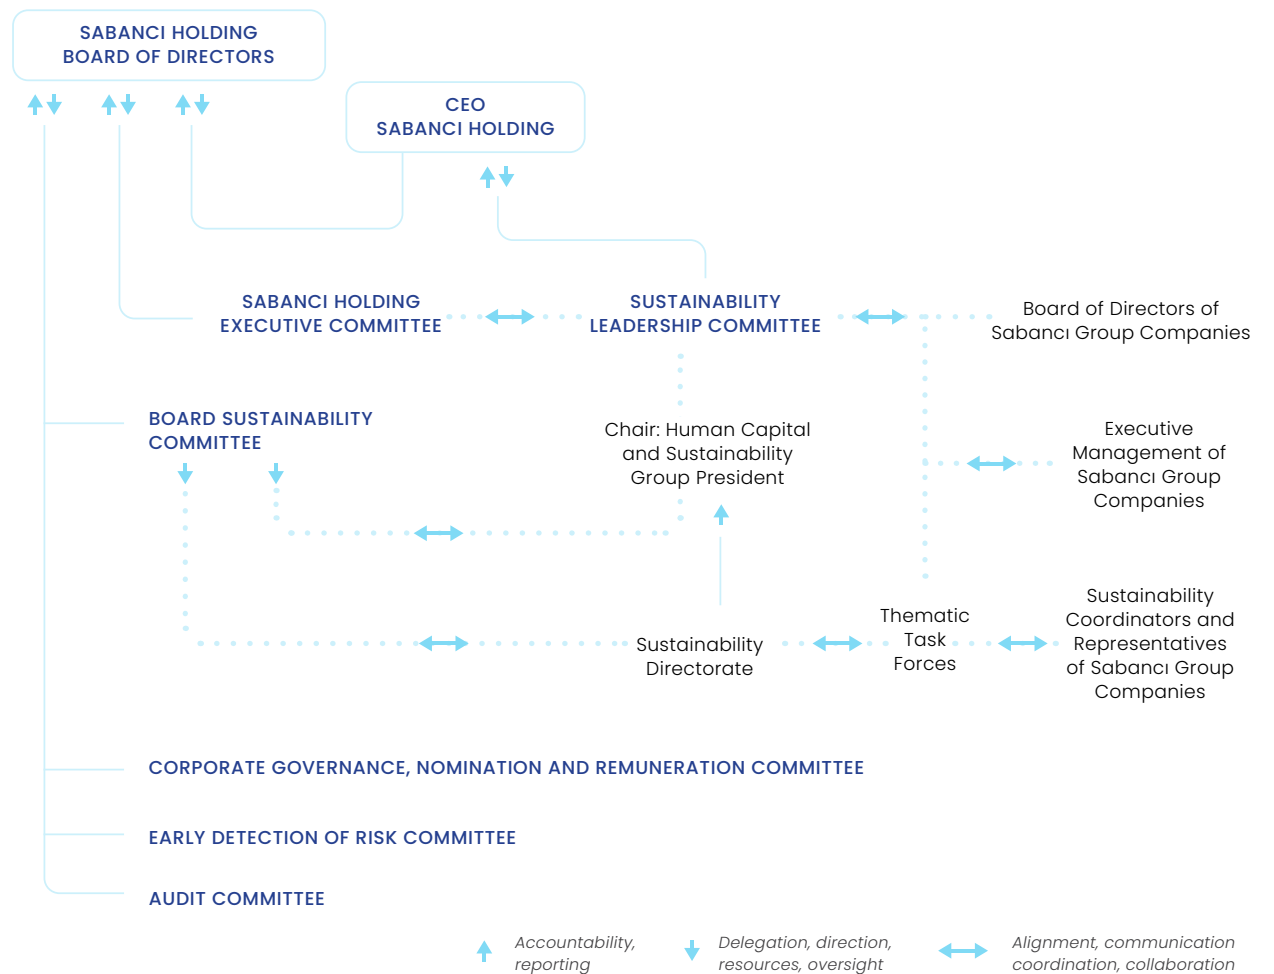 SABANCI HOLDING
BOARD OF DIRECTORS
CEO
SABANCI HOLDING
SABANCI HOLDING
EXECUTIVE COMMITTEE
SUSTAINABILITY
LEADERSHIP COMMITTEE
Board of Directors of
Sabancı Group Companies
BOARD SUSTAINABILITY
COMMITTEE
Chair: Human Capital
and Sustainability
Group President
Executive
Management of
Sabancı Group
Companies
Sustainability
Directorate
Thematic
Task
Forces
Sustainability
Coordinators and
Representatives
of Sabancı Group
Companies
CORPORATE GOVERNANCE, NOMINATION AND REMUNERATION COMMITTEE
EARLY DETECTION OF RISK COMMITTEE
AUDIT COMMITTEE
Accountability,
reporting
Delegation, direction,
resources, oversight
Alignment, communication
coordination, collaboration